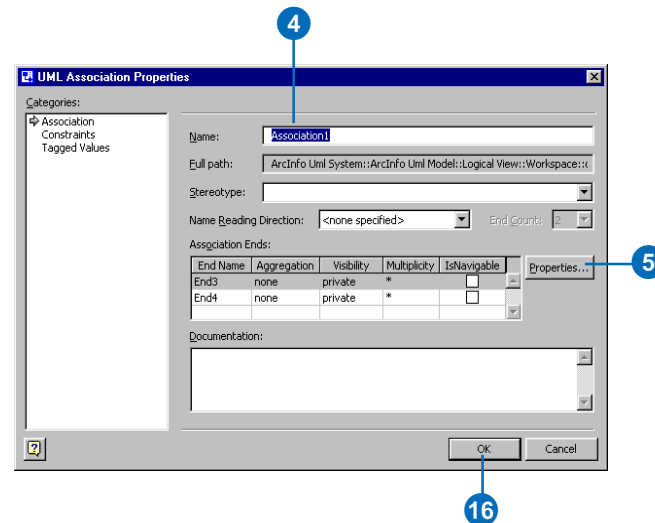 4
UML Association Properties
Categories:
Association
Constraints
Tagged Values
Name: Association1
Full path: ArcInfo Uml System::ArcInfo Uml Model::Logical View::Workspace::
Stereotype:
Name Reading Direction: <none specified> End Count: 2
Association Ends:
End Name Aggregation Visibility Multiplicity IsNavigable
End3 none private *
End4 none private *
Properties...
5
Documentation:
OK Cancel
16